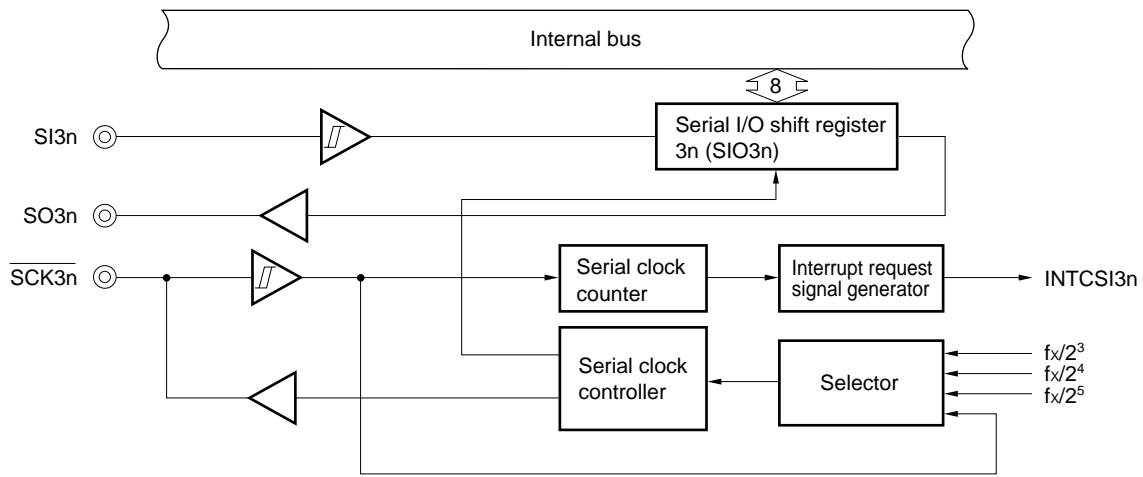 Internal bus
8
SI3n
Serial I/O shift register
3n (SIO3n)
SO3n
SCK3n
Serial clock
counter
Interrupt request
signal generator
INTCSI3n
Serial clock
controller
Selector
fx/2³
fx/2⁴
fx/2⁵